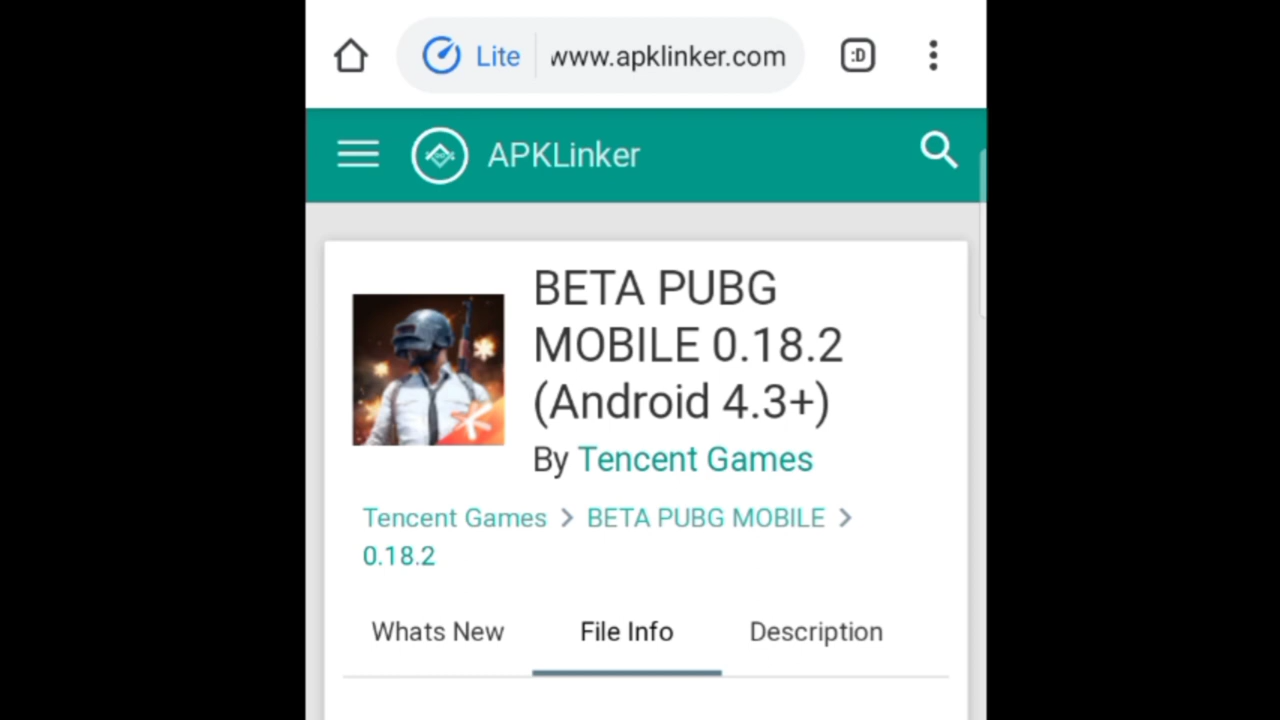 Lite www.apklinker.com :D
APKLinker
BETA PUBG
MOBILE 0.18.2
(Android 4.3+)
By Tencent Games
Tencent Games > BETA PUBG MOBILE >
0.18.2
Whats New File Info Description